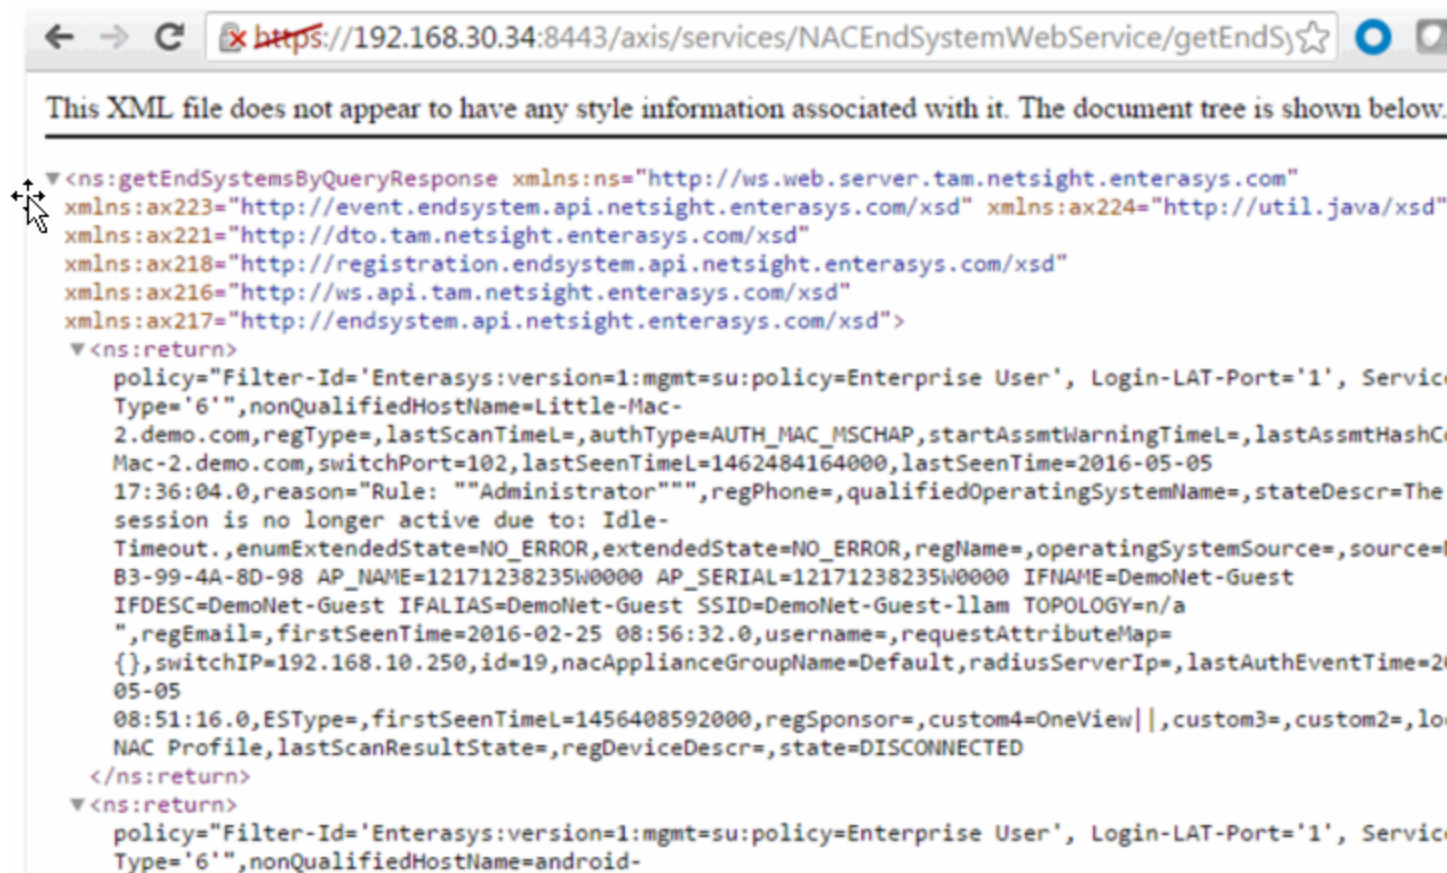 https://192.168.30.34:8443/axis/services/NACEndSystemWebService/getEndSy
This XML file does not appear to have any style information associated with it. The document tree is shown below.
▼<ns:getEndSystemsByQueryResponse xmlns:ns="http://ws.web.server.tam.netsight.enterasys.com"
xmlns:ax223="http://event.endsystem.api.netsight.enterasys.com/xsd" xmlns:ax224="http://util.java/xsd"
xmlns:ax221="http://dto.tam.netsight.enterasys.com/xsd"
xmlns:ax218="http://registration.endsystem.api.netsight.enterasys.com/xsd"
xmlns:ax216="http://ws.api.tam.netsight.enterasys.com/xsd"
xmlns:ax217="http://endsystem.api.netsight.enterasys.com/xsd">
▼<ns:return>
policy="Filter-Id='Enterasys:version=1:mgmt=su:policy=Enterprise User', Login-LAT-Port='1', Service
Type='6'",nonQualifiedHostName=Little-Mac-
2.demo.com,regType=,lastScanTimeL=,authType=AUTH_MAC_MSCHAP,startAssmtWarningTimeL=,lastAssmtHashCo
Mac-2.demo.com,switchPort=102,lastSeenTimeL=1462484164000,lastSeenTime=2016-05-05
17:36:04.0,reason="Rule: ""Administrator""",regPhone=,qualifiedOperatingSystemName=,stateDescr=The
session is no longer active due to: Idle-
Timeout.,enumExtendedState=NO_ERROR,extendedState=NO_ERROR,regName=,operatingSystemSource=,source=
B3-99-4A-8D-98 AP_NAME=12171238235W0000 AP_SERIAL=12171238235W0000 IFNAME=DemoNet-Guest
IFDESC=DemoNet-Guest IFALIAS=DemoNet-Guest SSID=DemoNet-Guest-llam TOPOLOGY=n/a
",regEmail=,firstSeenTime=2016-02-25 08:56:32.0,username=,requestAttributeMap=
{},switchIP=192.168.10.250,id=19,nacApplianceGroupName=Default,radiusServerIp=,lastAuthEventTime=20
05-05
08:51:16.0,ESType=,firstSeenTimeL=1456408592000,regSponsor=,custom4=OneView||,custom3=,custom2=,lo
NAC Profile,lastScanResultState=,regDeviceDescr=,state=DISCONNECTED
</ns:return>
▼<ns:return>
policy="Filter-Id='Enterasys:version=1:mgmt=su:policy=Enterprise User', Login-LAT-Port='1', Service
Type='6'",nonQualifiedHostName=android-